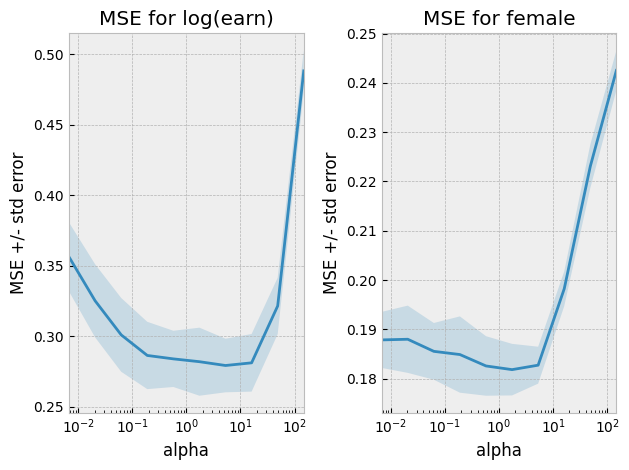 MSE for log(earn)
MSE +/- std error
0.50
0.45
0.40
0.35
0.30
0.25
10⁻² 10⁻¹ 10⁰ 10¹ 10²
alpha
MSE for female
MSE +/- std error
0.25
0.24
0.23
0.22
0.21
0.20
0.19
0.18
10⁻² 10⁻¹ 10⁰ 10¹ 10²
alpha